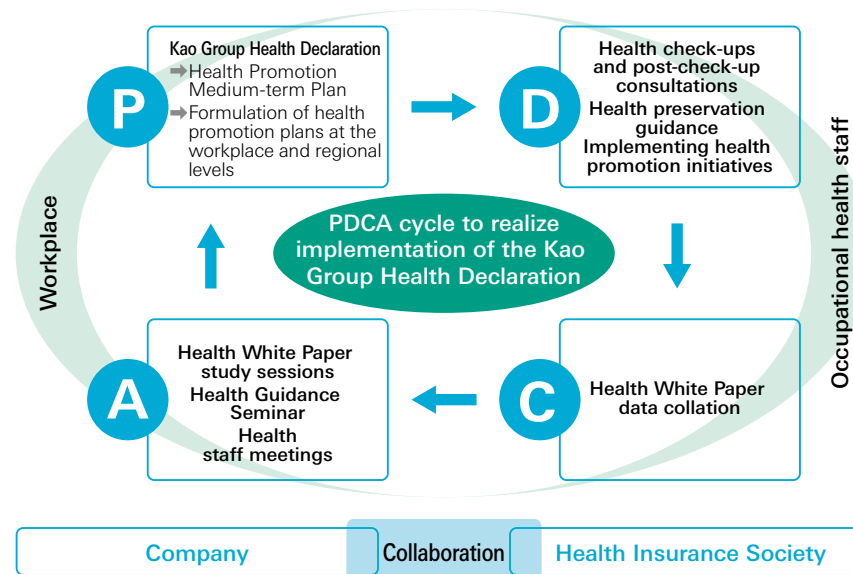 P
Kao Group Health Declaration
➡Health Promotion
Medium-term Plan
➡Formulation of health
promotion plans at the
workplace and regional
levels
D
Health check-ups
and post-check-up
consultations
Health preservation
guidance
Implementing health
promotion initiatives
Workplace
PDCA cycle to realize
implementation of the Kao
Group Health Declaration
Occupational health staff
A
Health White Paper
study sessions
Health Guidance
Seminar
Health
staff meetings
C
Health White Paper
data collation
Company
Collaboration
Health Insurance Society